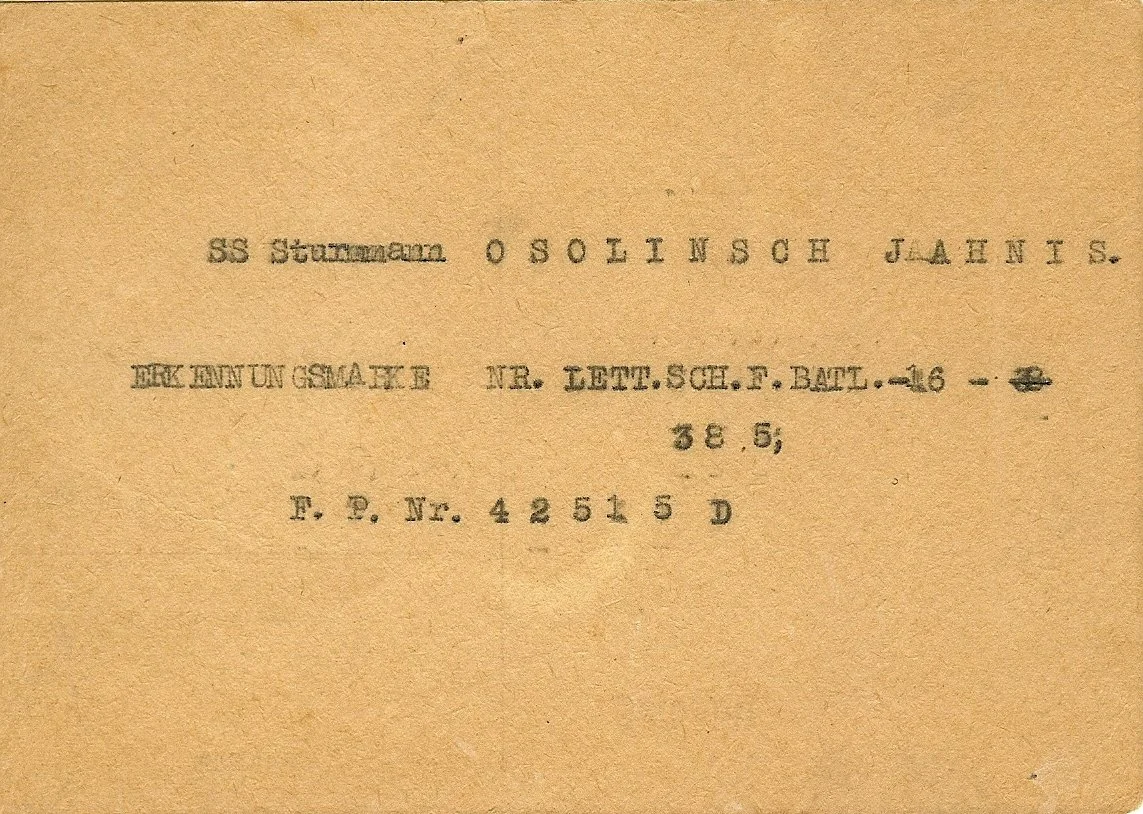 SS Sturmmann O S O L I N S C H J A H N I S.
ERKENNUNGSMARKE NR. LETT.SCH.F.BATL.-16 -
38 5;
F. P. Nr. 4 2 5 1 5 D